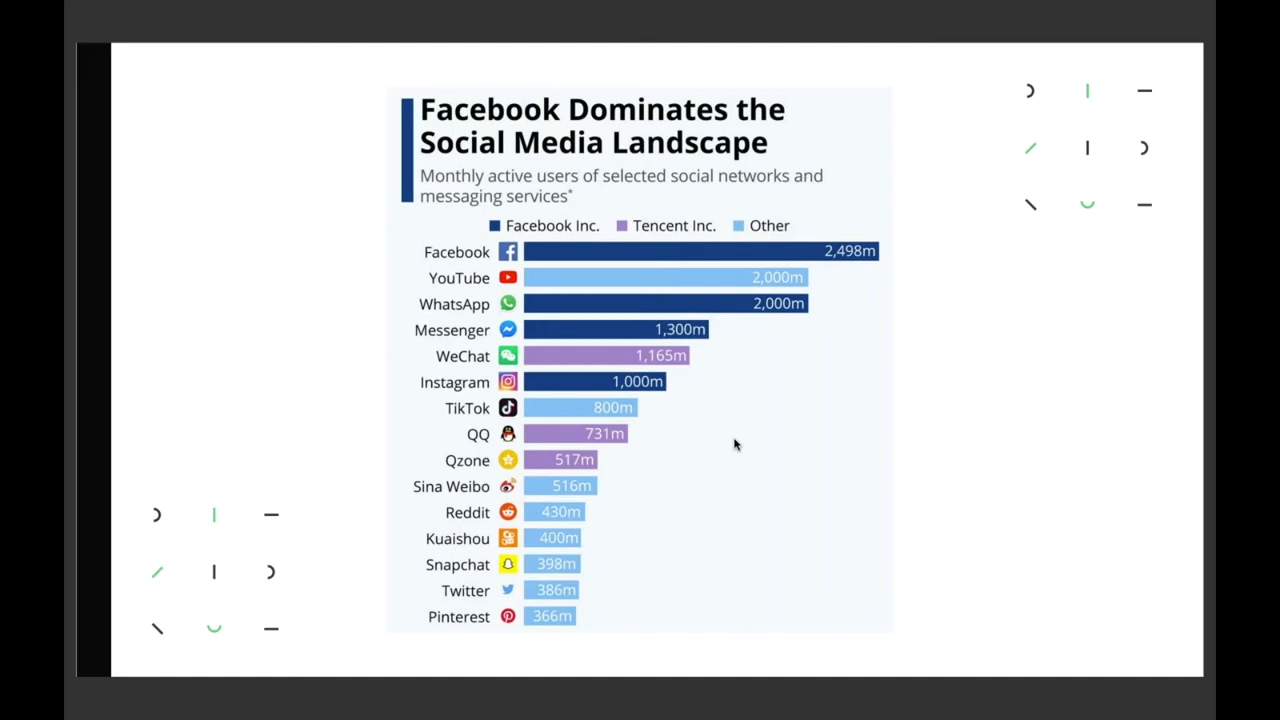 Facebook Dominates the
Social Media Landscape
Monthly active users of selected social networks and
messaging services*
Facebook Inc. Tencent Inc. Other
Facebook 2,498m
YouTube 2,000m
WhatsApp 2,000m
Messenger 1,300m
WeChat 1,165m
Instagram 1,000m
TikTok 800m
QQ 731m
Qzone 517m
Sina Weibo 516m
Reddit 430m
Kuaishou 400m
Snapchat 398m
Twitter 386m
Pinterest 366m